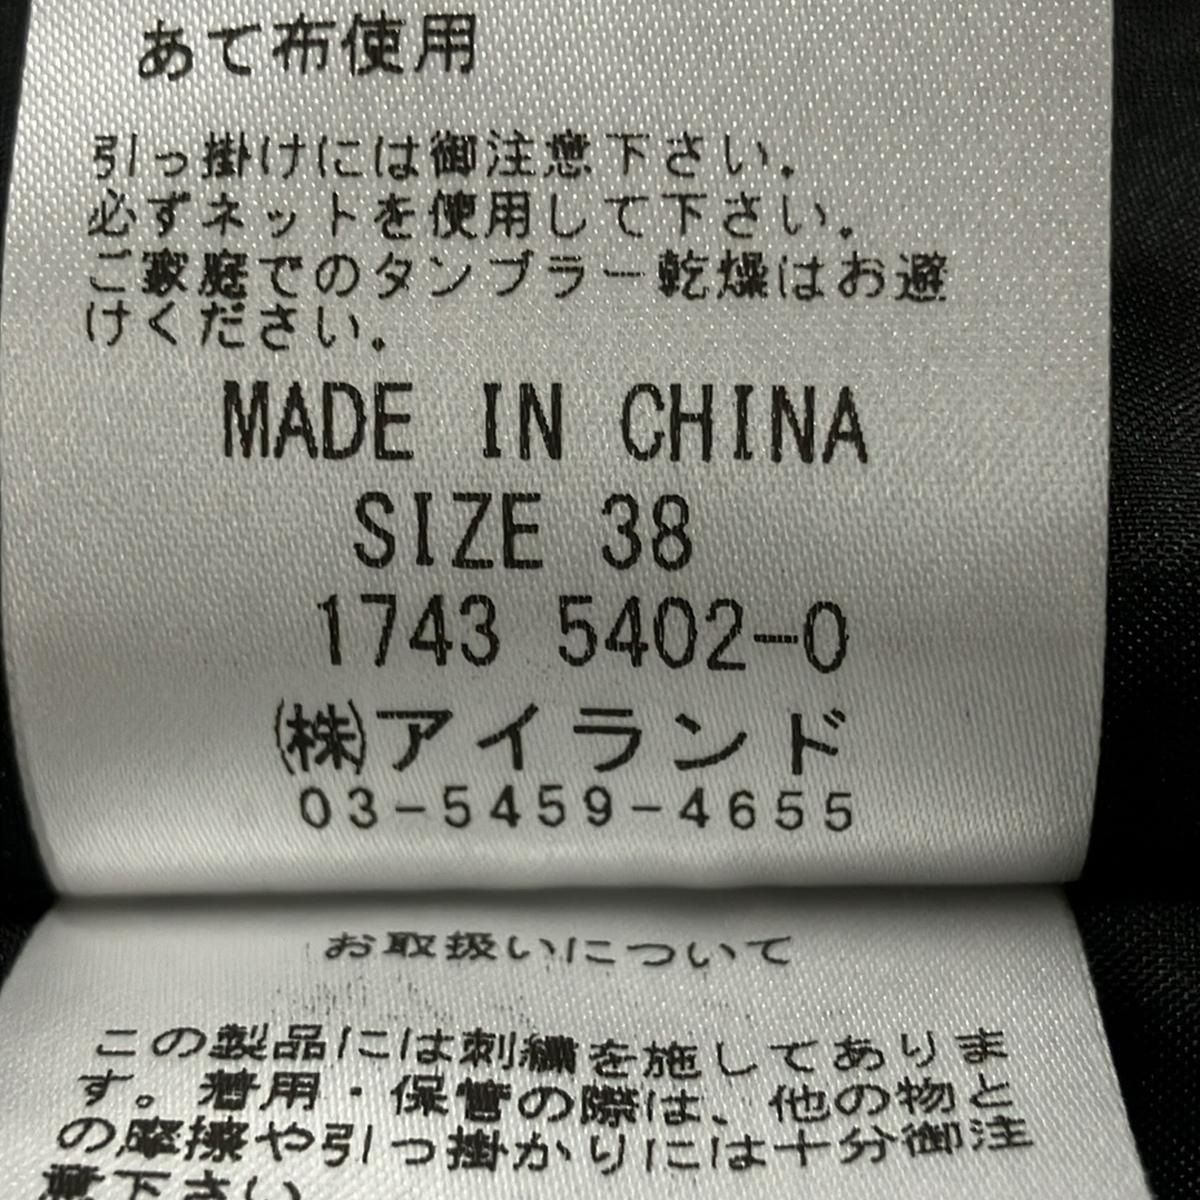 あて布使用
引っ掛けには御注意下さい.
必ずネットを使用して下さい.
ご家庭でのタンブラー乾燥はお避
けください.
MADE IN CHINA
SIZE 38
1743 5402-0
㈱アイランド
03-5459-4655
お取扱いについて
この製品には刺繍を施してありま
す。着用・保管の際は、他の物と
の摩擦や引っ掛かりには十分御注
意下さい